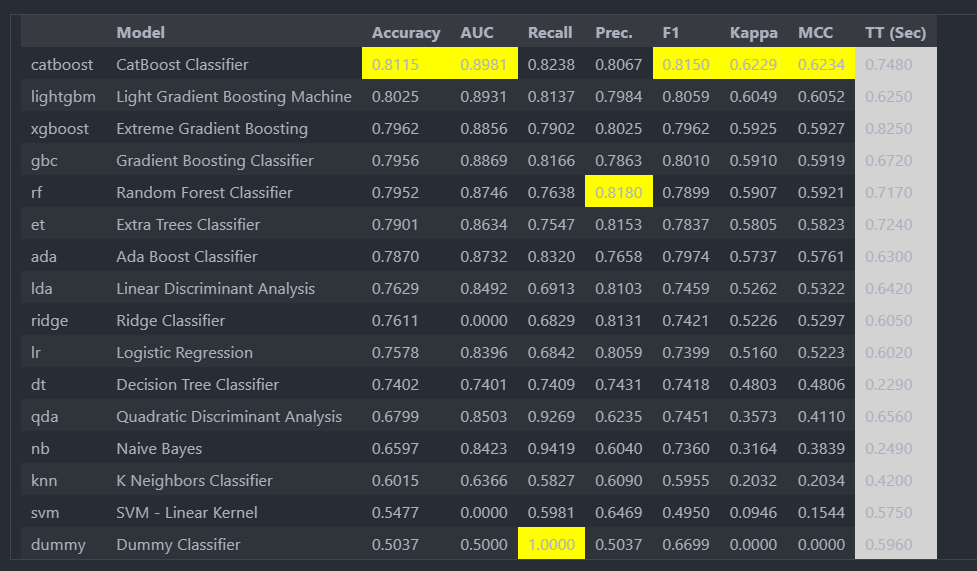 Model Accuracy AUC Recall Prec. F1 Kappa MCC TT (Sec)
catboost CatBoost Classifier 0.8115 0.8981 0.8238 0.8067 0.8150 0.6229 0.6234 0.7480
lightgbm Light Gradient Boosting Machine 0.8025 0.8931 0.8137 0.7984 0.8059 0.6049 0.6052 0.6250
xgboost Extreme Gradient Boosting 0.7962 0.8856 0.7902 0.8025 0.7962 0.5925 0.5927 0.8250
gbc Gradient Boosting Classifier 0.7956 0.8869 0.8166 0.7863 0.8010 0.5910 0.5919 0.6720
rf Random Forest Classifier 0.7952 0.8746 0.7638 0.8180 0.7899 0.5907 0.5921 0.7170
et Extra Trees Classifier 0.7901 0.8634 0.7547 0.8153 0.7837 0.5805 0.5823 0.7240
ada Ada Boost Classifier 0.7870 0.8732 0.8320 0.7658 0.7974 0.5737 0.5761 0.6300
lda Linear Discriminant Analysis 0.7629 0.8492 0.6913 0.8103 0.7459 0.5262 0.5322 0.6420
ridge Ridge Classifier 0.7611 0.0000 0.6829 0.8131 0.7421 0.5226 0.5297 0.6050
lr Logistic Regression 0.7578 0.8396 0.6842 0.8059 0.7399 0.5160 0.5223 0.6020
dt Decision Tree Classifier 0.7402 0.7401 0.7409 0.7431 0.7418 0.4803 0.4806 0.2290
qda Quadratic Discriminant Analysis 0.6799 0.8503 0.9269 0.6235 0.7451 0.3573 0.4110 0.6560
nb Naive Bayes 0.6597 0.8423 0.9419 0.6040 0.7360 0.3164 0.3839 0.2490
knn K Neighbors Classifier 0.6015 0.6366 0.5827 0.6090 0.5955 0.2032 0.2034 0.4200
svm SVM - Linear Kernel 0.5477 0.0000 0.5981 0.6469 0.4950 0.0946 0.1544 0.5750
dummy Dummy Classifier 0.5037 0.5000 1.0000 0.5037 0.6699 0.0000 0.0000 0.5960